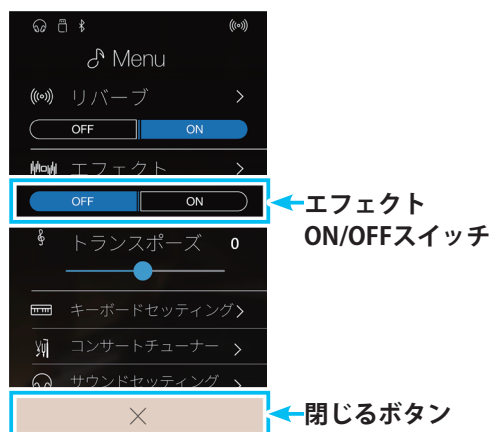 Menu
リバーブ
OFF ON
エフェクト
OFF ON
エフェクト
ON/OFFスイッチ
トランスポーズ 0
キーボードセッティング
コンサートチューナー
サウンドセッティング
閉じるボタン